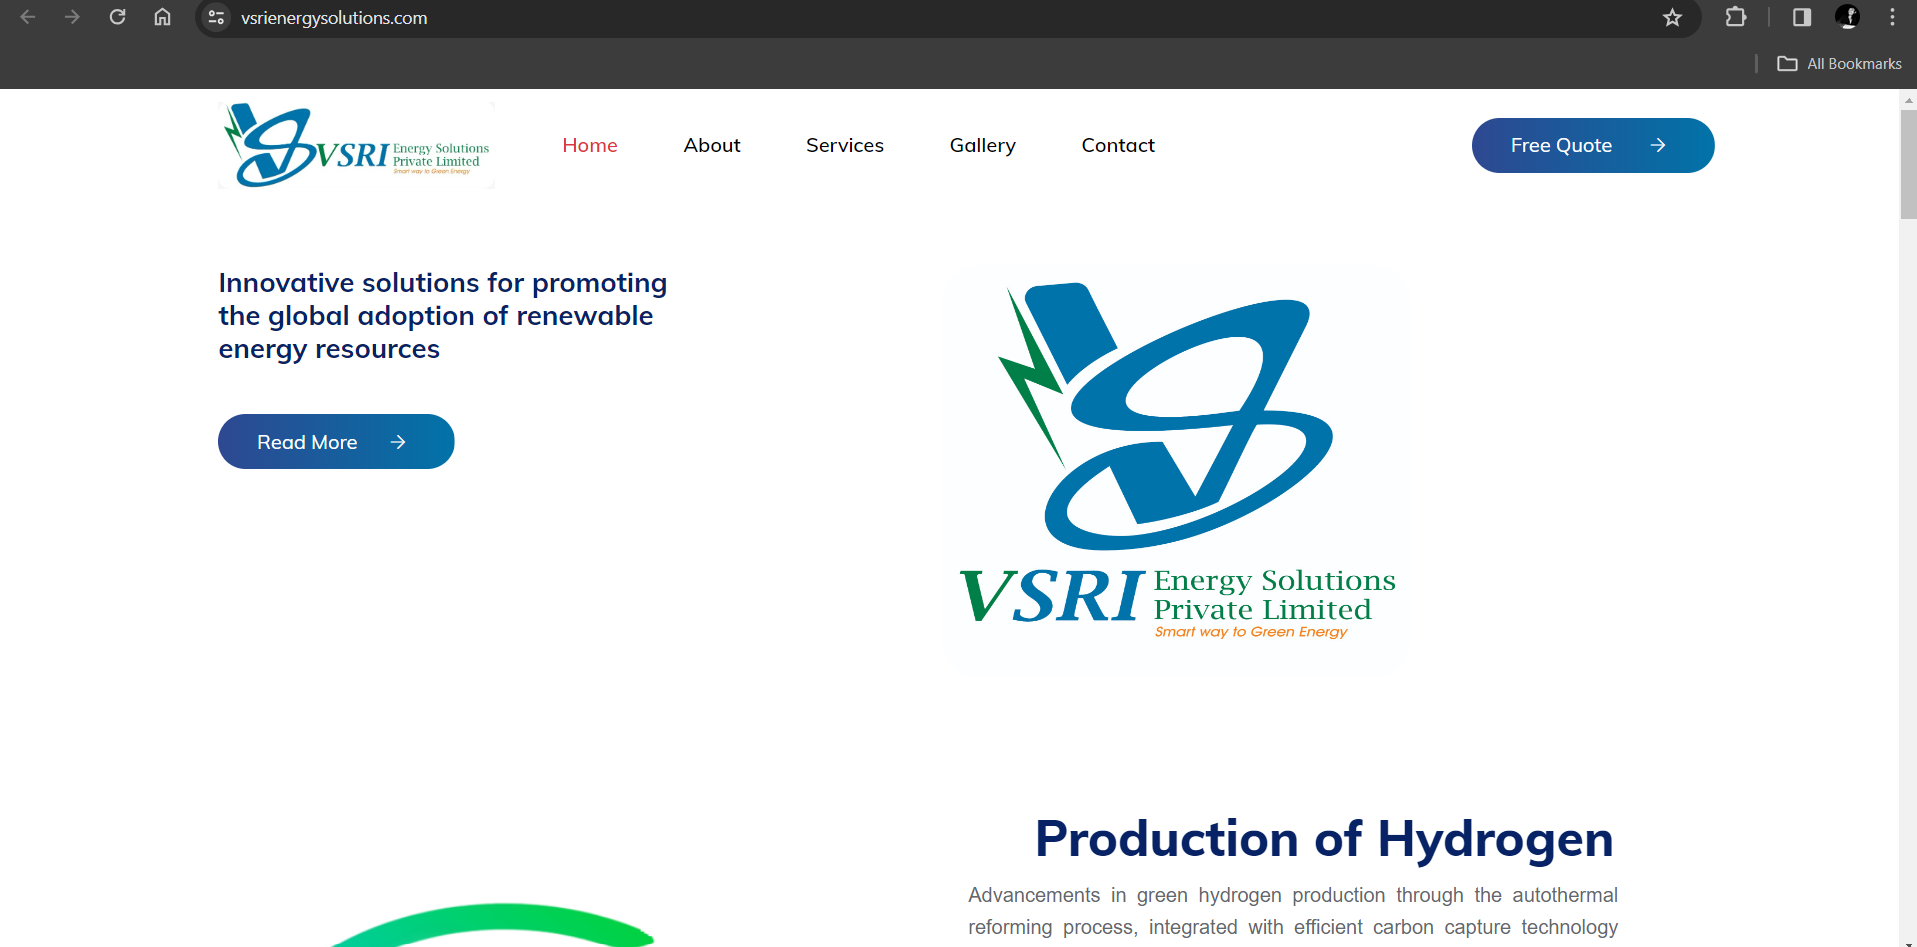 vsrienergysolutions.com
All Bookmarks
VSRI Energy Solutions
Private Limited
Smart way to Green Energy
Home
About
Services
Gallery
Contact
Free Quote
Innovative solutions for promoting
the global adoption of renewable
energy resources
Read More
VSRI Energy Solutions
Private Limited
Smart way to Green Energy
Production of Hydrogen
Advancements in green hydrogen production through the autothermal
reforming process, integrated with efficient carbon capture technology